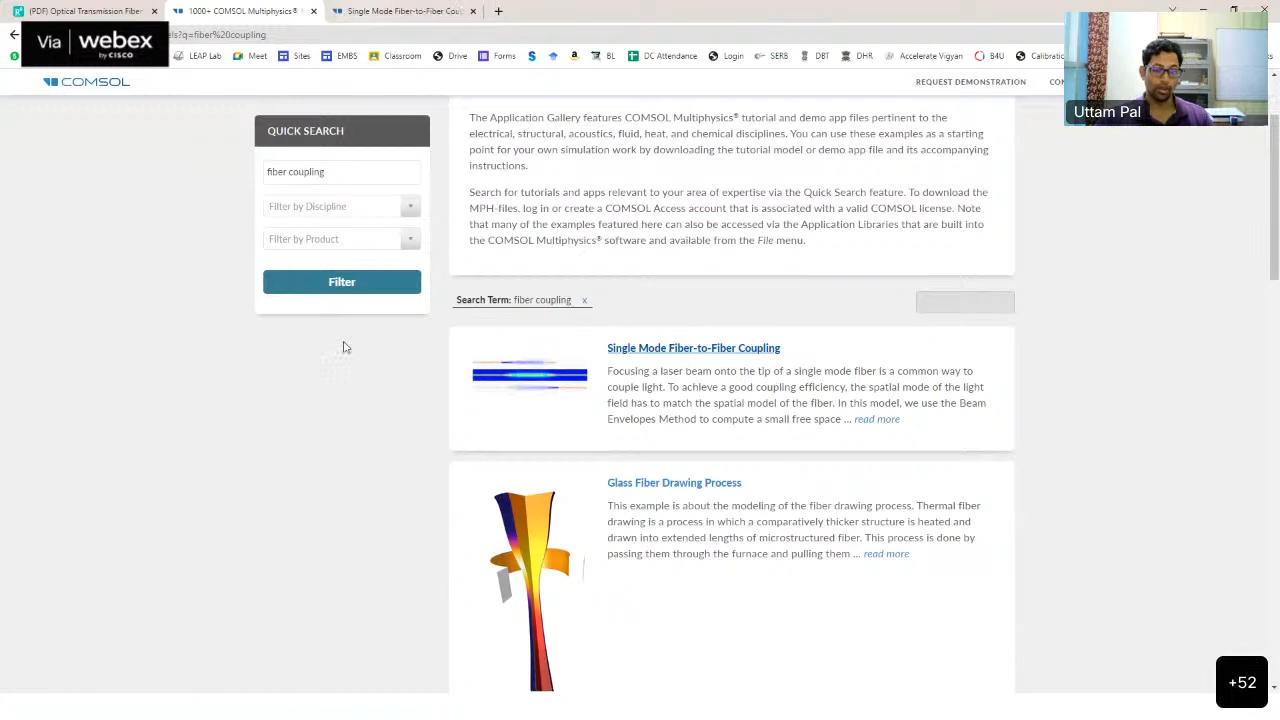 (PDF) Optical Transmission Ba
1000+ COMSOL Multiphysics®
Single Mode Fiber-to-Fiber Cou
els?q=fiber%20coupling
Via webex
by CISCO
LEAP Lab
Meet
Sites
EMBS
Classroom
Drive
Forms
BL
DC Attendance
Login
SERB
DBT
DHR
Accelerate Vigyan
B4U
Calibratio
COMSOL
REQUEST DEMONSTRATION
CON
Uttam Pal
QUICK SEARCH
fiber coupling
Filter by Discipline
Filter by Product
Filter
The Application Gallery features COMSOL Multiphysics® tutorial and demo app files pertinent to the
electrical, structural, acoustics, fluid, heat, and chemical disciplines. You can use these examples as a starting
point for your own simulation work by downloading the tutorial model or demo app file and its accompanying
instructions.
Search for tutorials and apps relevant to your area of expertise via the Quick Search feature. To download the
MPH-files, log in or create a COMSOL Access account that is associated with a valid COMSOL license. Note
that many of the examples featured here can also be accessed via the Application Libraries that are built into
the COMSOL Multiphysics® software and available from the File menu.
Search Term: fiber coupling x
Single Mode Fiber-to-Fiber Coupling
Focusing a laser beam onto the tip of a single mode fiber is a common way to
couple light. To achieve a good coupling efficiency, the spatial mode of the light
field has to match the spatial model of the fiber. In this model, we use the Beam
Envelopes Method to compute a small free space ... read more
Glass Fiber Drawing Process
This example is about the modeling of the fiber drawing process. Thermal fiber
drawing is a process in which a comparatively thicker structure is heated and
drawn into extended lengths of microstructured fiber. This process is done by
passing them through the furnace and pulling them ... read more
+52